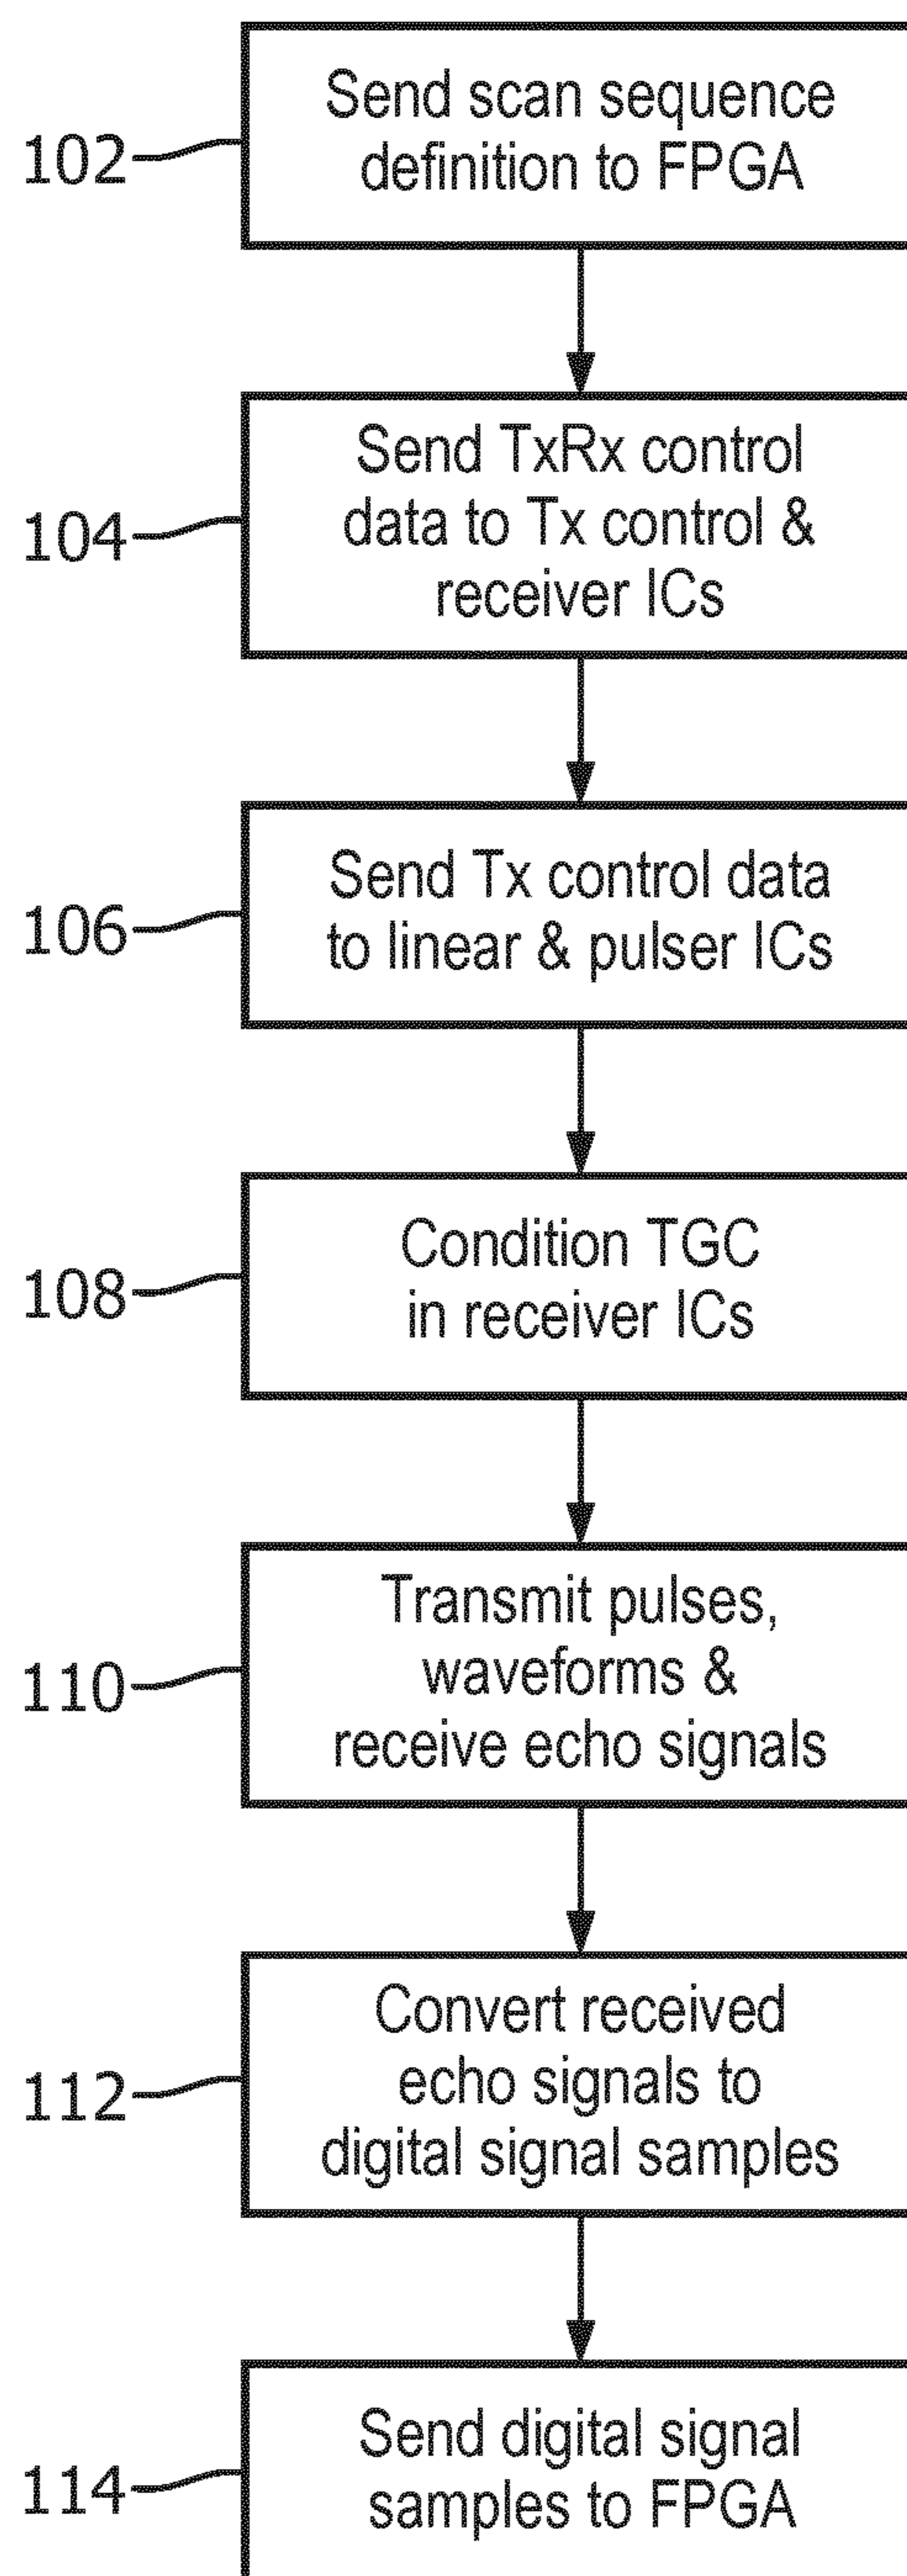 Send scan sequence
definition to FPGA
102
Send TxRx control
data to Tx control &
receiver ICs
104
Send Tx control data
to linear & pulser ICs
106
Condition TGC
in receiver ICs
108
Transmit pulses,
waveforms &
receive echo signals
110
Convert received
echo signals to
digital signal samples
112
Send digital signal
samples to FPGA
114